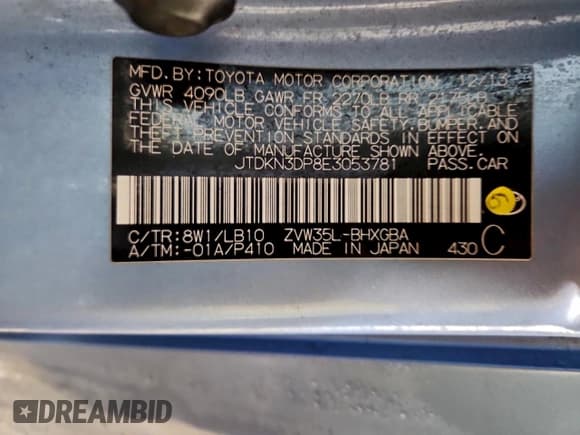 MFD. BY: TOYOTA MOTOR CORPORATION 12/13
GVWR 4090LB GAWR FR 2270LB RR
THIS VEHICLE CONFORMS TO ALL APPLICABLE
FEDERAL MOTOR VEHICLE SAFETY, BUMPER AND
THEFT PREVENTION STANDARDS IN EFFECT ON
THE DATE OF MANUFACTURE SHOWN ABOVE.
JTDKN3DP8E3053781 PASS.CAR
C/TR: 8W1/LB10 ZVW35L-BHXGBA
A/TM: -01A/P410 MADE IN JAPAN 430 C
DREAMBID